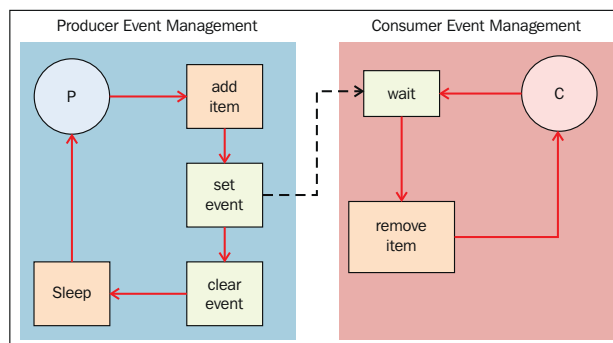 Producer Event Management
Consumer Event Management
P
add
item
set
event
clear
event
Sleep
wait
C
remove
item